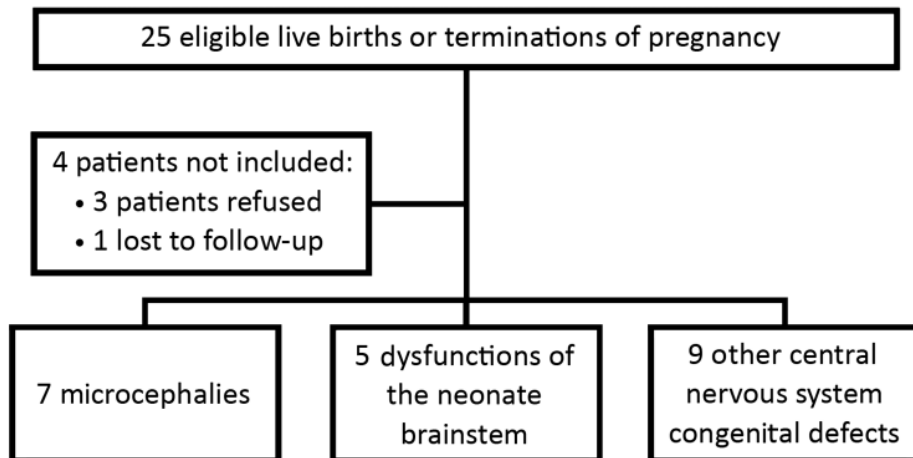 25 eligible live births or terminations of pregnancy
4 patients not included:
• 3 patients refused
• 1 lost to follow-up
7 microcephalies
5 dysfunctions of
the neonate
brainstem
9 other central
nervous system
congenital defects